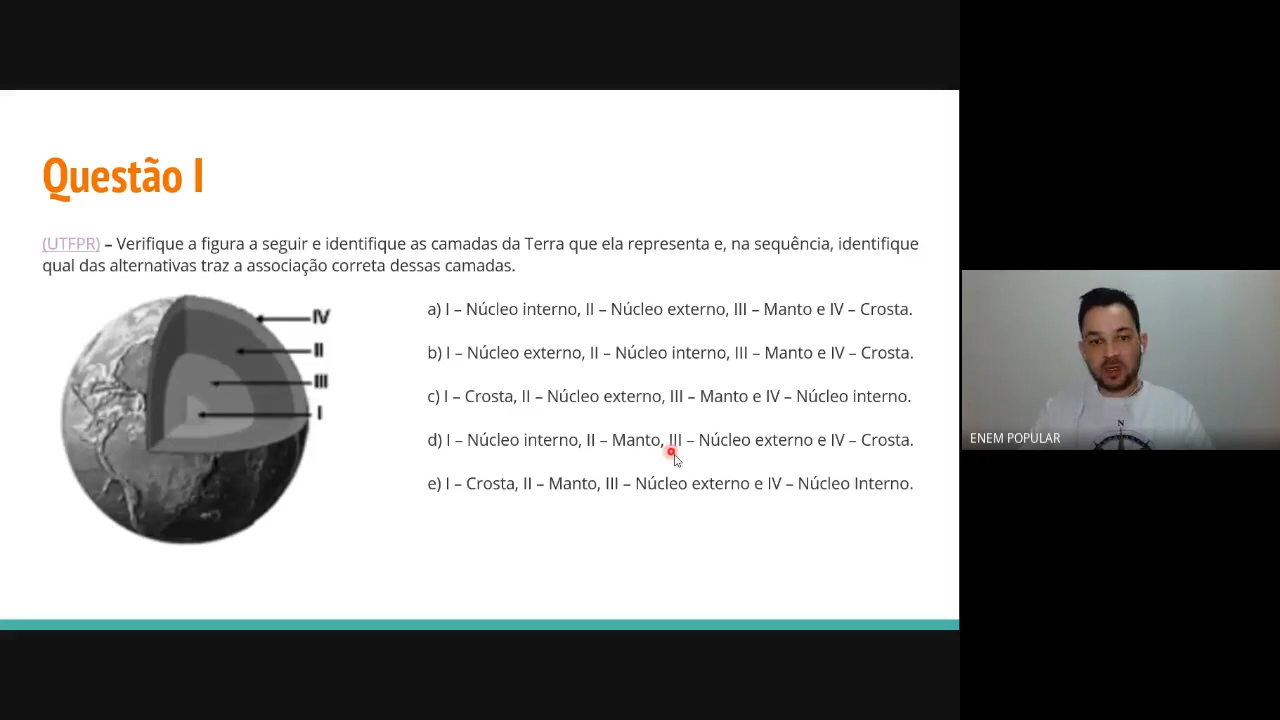 Questão I
(UTFPR) – Verifique a figura a seguir e identifique as camadas da Terra que ela representa e, na sequência, identifique
qual das alternativas traz a associação correta dessas camadas.
IV
II
III
I
a) I – Núcleo interno, II – Núcleo externo, III – Manto e IV – Crosta.
b) I – Núcleo externo, II – Núcleo interno, III – Manto e IV – Crosta.
c) I – Crosta, II – Núcleo externo, III – Manto e IV – Núcleo interno.
d) I – Núcleo interno, II – Manto, III – Núcleo externo e IV – Crosta.
e) I – Crosta, II – Manto, III – Núcleo externo e IV – Núcleo Interno.
N
ENEM POPULAR